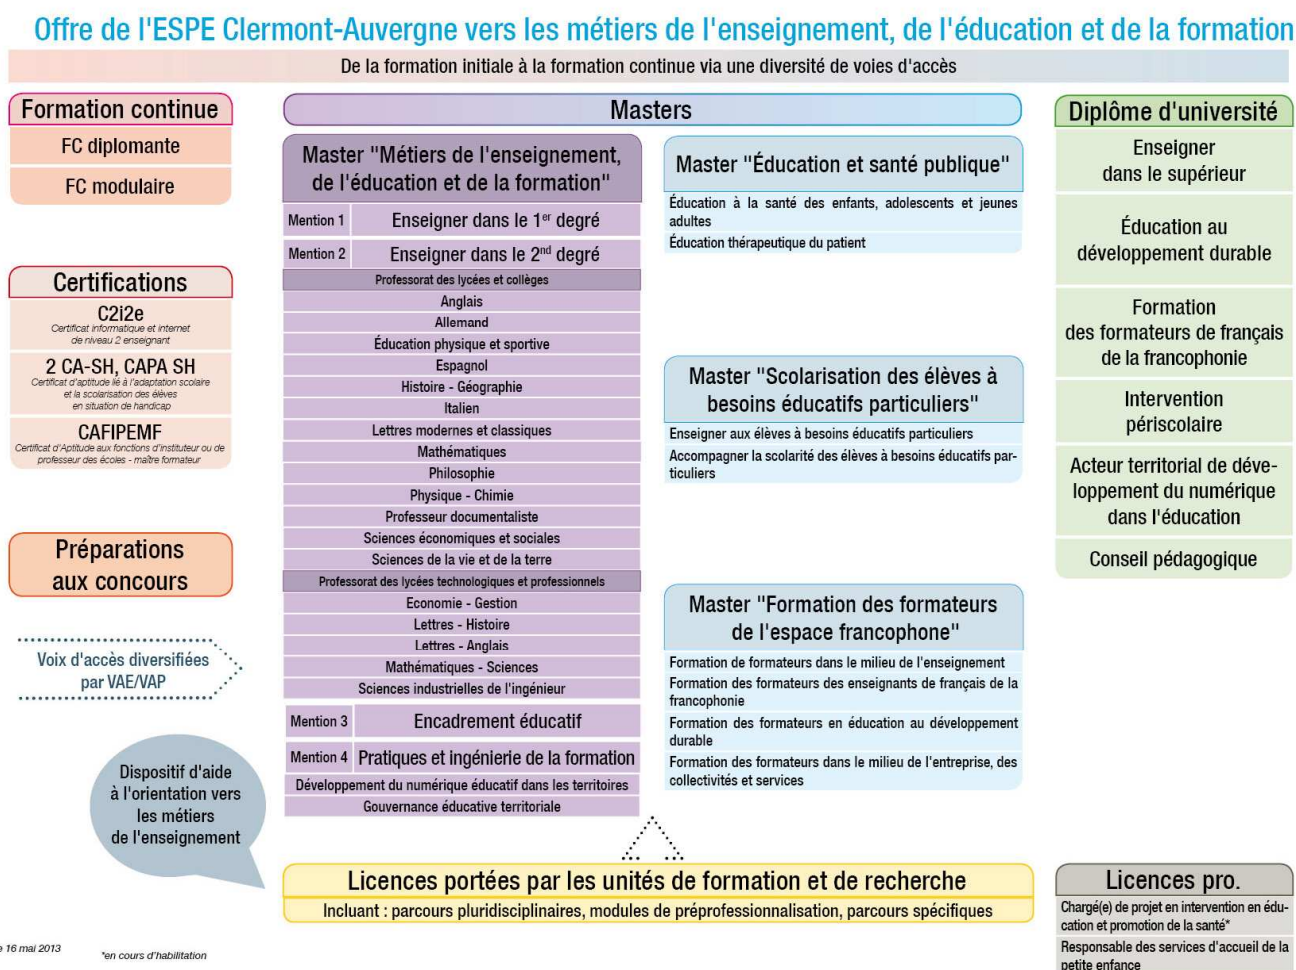 Offre de l'ESPE Clermont-Auvergne vers les métiers de l'enseignement, de l'éducation et de la formation
De la formation initiale à la formation continue via une diversité de voies d'accès
Formation continue
FC diplomante
FC modulaire
Certifications
C2i2e
Certificat informatique et internet
de niveau 2 enseignant
2 CA-SH, CAPA SH
Certificat d'aptitude lié à l'adaptation scolaire
et la scolarisation des élèves
en situation de handicap
CAFIPEMF
Certificat d'Aptitude aux fonctions d'instituteur ou de
professeur des écoles - maître formateur
Préparations
aux concours
Voix d'accès diversifiées
par VAE/VAP
Dispositif d'aide
à l'orientation vers
les métiers
de l'enseignement
Masters
Master "Métiers de l'enseignement,
de l'éducation et de la formation"
Mention 1 Enseigner dans le 1er degré
Mention 2 Enseigner dans le 2nd degré
Professorat des lycées et collèges
Anglais
Allemand
Éducation physique et sportive
Espagnol
Histoire - Géographie
Italien
Lettres modernes et classiques
Mathématiques
Philosophie
Physique - Chimie
Professeur documentaliste
Sciences économiques et sociales
Sciences de la vie et de la terre
Professorat des lycées technologiques et professionnels
Economie - Gestion
Lettres - Histoire
Lettres - Anglais
Mathématiques - Sciences
Sciences industrielles de l'ingénieur
Mention 3 Encadrement éducatif
Mention 4 Pratiques et ingénierie de la formation
Développement du numérique éducatif dans les territoires
Gouvernance éducative territoriale
Master "Éducation et santé publique"
Éducation à la santé des enfants, adolescents et jeunes
adultes
Éducation thérapeutique du patient
Master "Scolarisation des élèves à
besoins éducatifs particuliers"
Enseigner aux élèves à besoins éducatifs particuliers
Accompagner la scolarité des élèves à besoins éducatifs par-
ticuliers
Master "Formation des formateurs
de l'espace francophone"
Formation de formateurs dans le milieu de l'enseignement
Formation des formateurs des enseignants de français de la
francophonie
Formation des formateurs en éducation au développement
durable
Formation des formateurs dans le milieu de l'entreprise, des
collectivités et services
Diplôme d'université
Enseigner
dans le supérieur
Éducation au
développement durable
Formation
des formateurs de français
de la francophonie
Intervention
périscolaire
Acteur territorial de déve-
loppement du numérique
dans l'éducation
Conseil pédagogique
Licences portées par les unités de formation et de recherche
Incluant : parcours pluridisciplinaires, modules de préprofessionnalisation, parcours spécifiques
Licences pro.
Chargé(e) de projet en intervention en édu-
cation et promotion de la santé*
Responsable des services d'accueil de la
petite enfance
e 16 mai 2013
*en cours d'habilitation